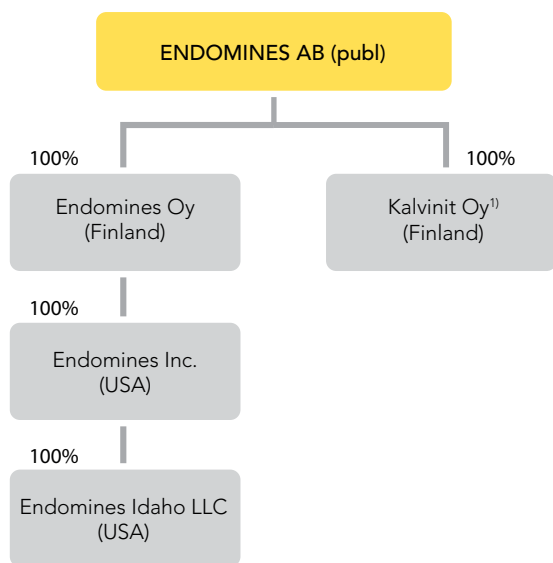 ENDOMINES AB (publ)
100%
100%
Endomines Oy
(Finland)
Kalvinit Oy¹⁾
(Finland)
100%
Endomines Inc.
(USA)
100%
Endomines Idaho LLC
(USA)